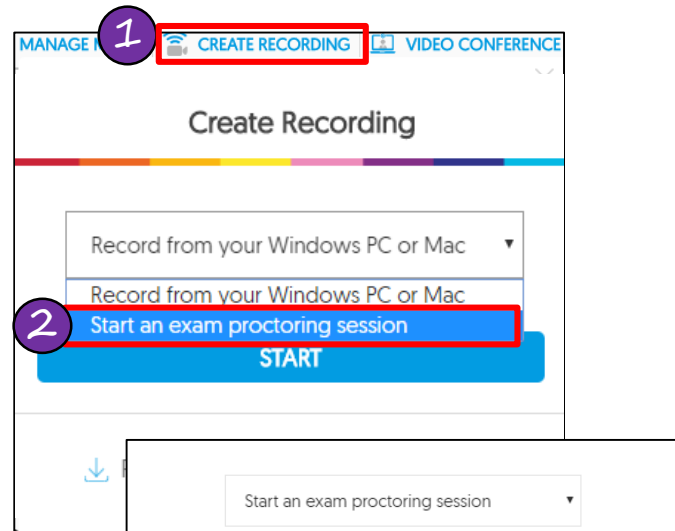 1
MANAGE CREATE RECORDING VIDEO CONFERENCE
Create Recording
Record from your Windows PC or Mac
Record from your Windows PC or Mac
2
Start an exam proctoring session
START
Start an exam proctoring session